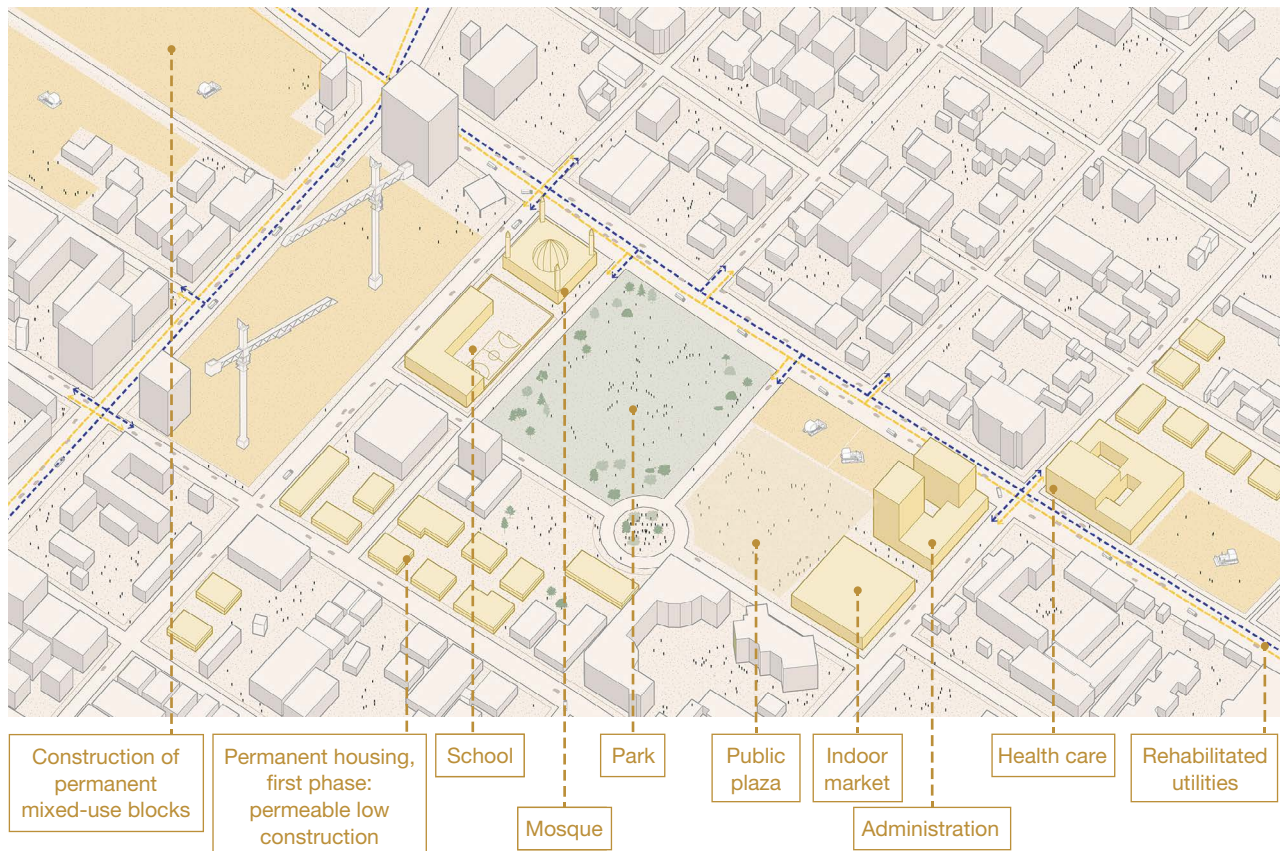 Construction of
permanent
mixed-use blocks
Permanent housing,
first phase:
permeable low
construction
School
Mosque
Park
Public
plaza
Indoor
market
Administration
Health care
Rehabilitated
utilities